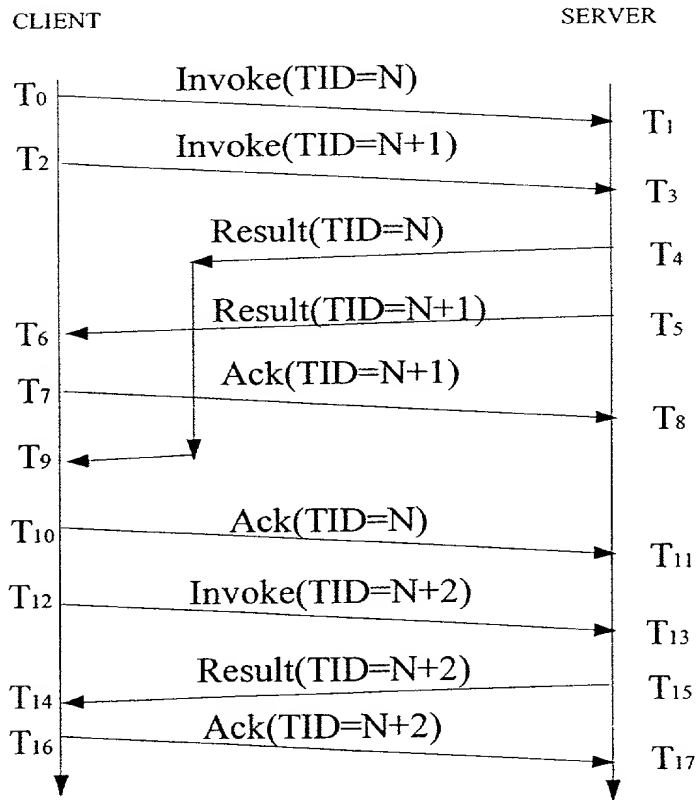 CLIENT SERVER
T0 Invoke(TID=N) T1
T2 Invoke(TID=N+1) T3
Result(TID=N) T4
T6 Result(TID=N+1) T5
T7 Ack(TID=N+1) T8
T9
T10 Ack(TID=N) T11
T12 Invoke(TID=N+2) T13
T14 Result(TID=N+2) T15
T16 Ack(TID=N+2) T17